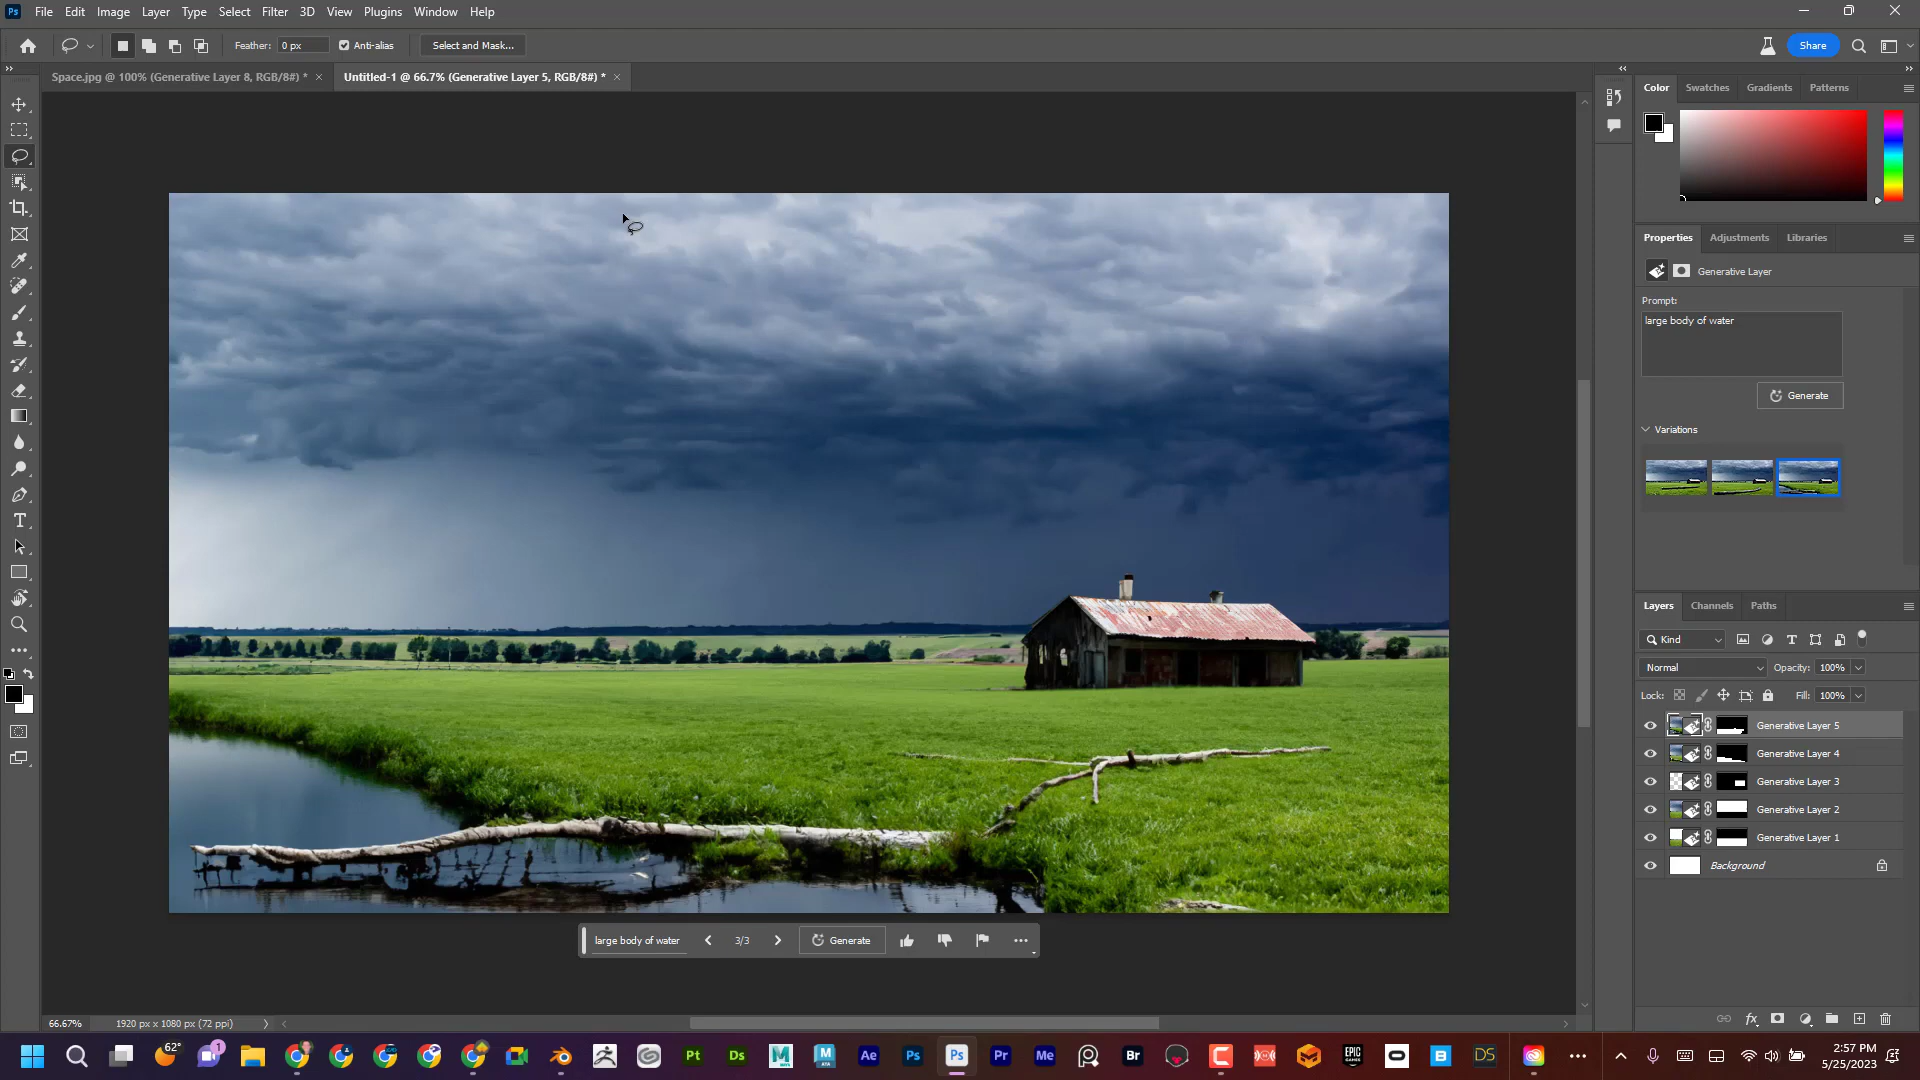 Ps File Edit Image Layer Type Select Filter 3D View Plugins Window Help
Feather: 0 px Anti-alias Select and Mask... Share
Space.jpg @ 100% (Generative Layer 8, RGB/8#) * × Untitled-1 @ 66.7% (Generative Layer 5, RGB/8#) * ×
Color Swatches Gradients Patterns
Properties Adjustments Libraries
Generative Layer
Prompt:
large body of water
Generate
Variations
Layers Channels Paths
Kind
Normal Opacity: 100%
Lock: Fill: 100%
Generative Layer 5
Generative Layer 4
Generative Layer 3
Generative Layer 2
Generative Layer 1
Background
large body of water 3/3 Generate
66.67% 1920 px x 1080 px (72 ppi)
62° 1 Pt Ds M M Ae Ps Ps Pr Me Br EPIC GAMES B DS
2:57 PM
5/25/2023